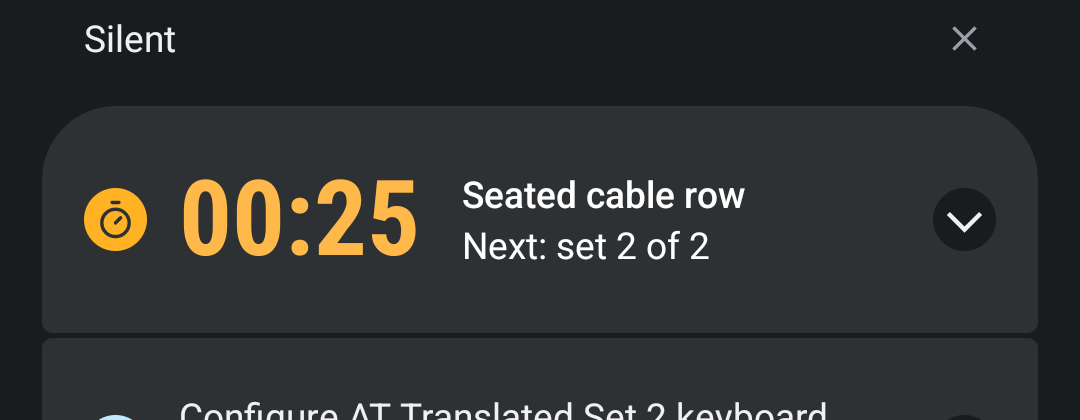 Silent
00:25
Seated cable row
Next: set 2 of 2
Configure AT Translated Set 2 keyboard